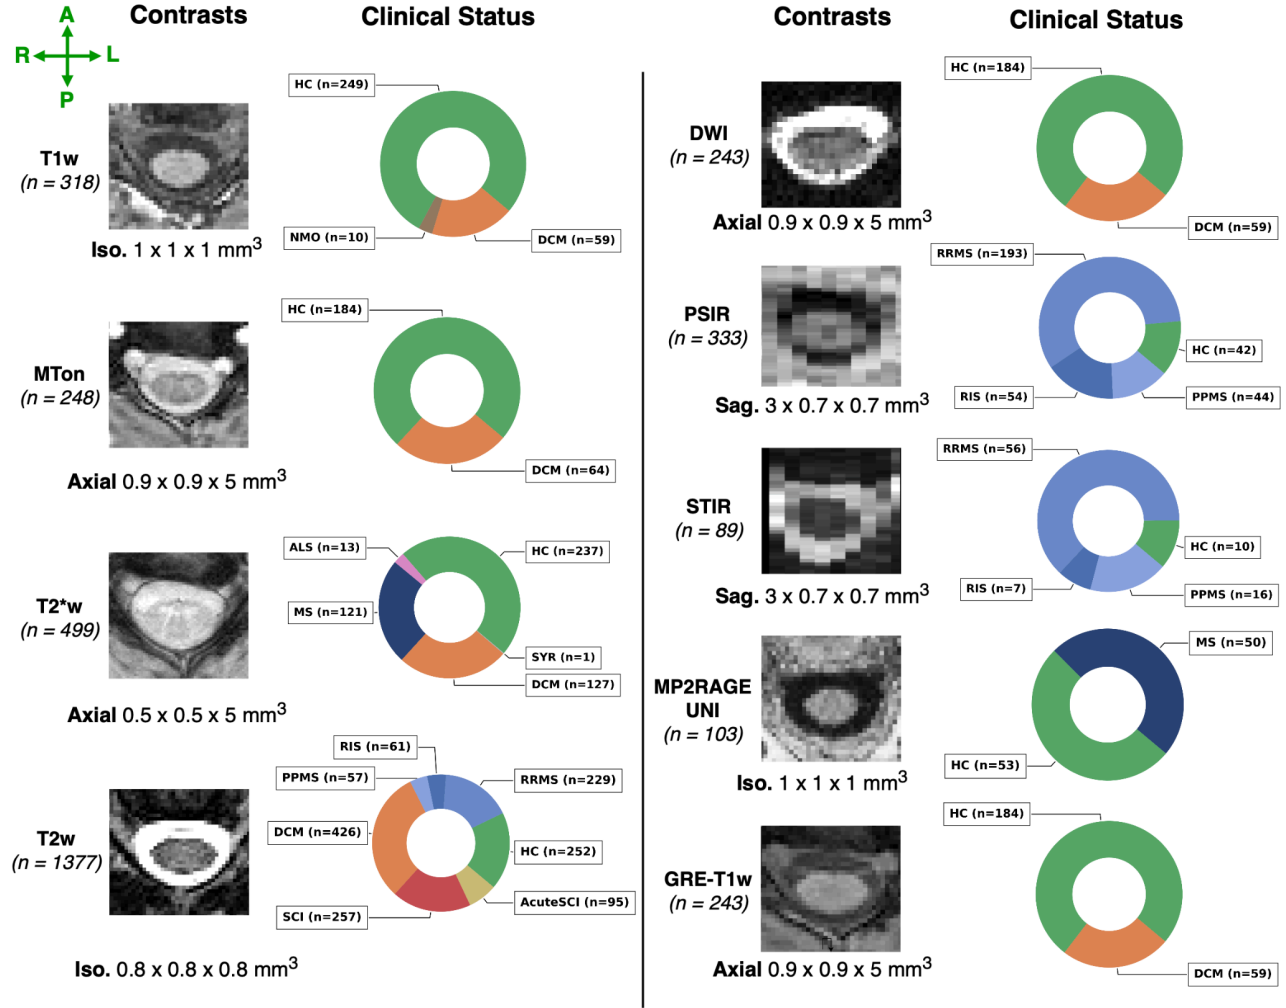 A
R L
P
Contrasts
Clinical Status
T1w
(n = 318)
Iso. 1 x 1 x 1 mm3
HC (n=249)
NMO (n=10)
DCM (n=59)
MTon
(n = 248)
Axial 0.9 x 0.9 x 5 mm3
HC (n=184)
DCM (n=64)
T2*w
(n = 499)
Axial 0.5 x 0.5 x 5 mm3
ALS (n=13)
HC (n=237)
MS (n=121)
SYR (n=1)
DCM (n=127)
T2w
(n = 1377)
Iso. 0.8 x 0.8 x 0.8 mm3
RIS (n=61)
PPMS (n=57)
RRMS (n=229)
DCM (n=426)
HC (n=252)
AcuteSCI (n=95)
SCI (n=257)
Contrasts
Clinical Status
DWI
(n = 243)
Axial 0.9 x 0.9 x 5 mm3
HC (n=184)
DCM (n=59)
PSIR
(n = 333)
Sag. 3 x 0.7 x 0.7 mm3
RRMS (n=193)
HC (n=42)
RIS (n=54)
PPMS (n=44)
STIR
(n = 89)
Sag. 3 x 0.7 x 0.7 mm3
RRMS (n=56)
HC (n=10)
RIS (n=7)
PPMS (n=16)
MP2RAGE
UNI
(n = 103)
Iso. 1 x 1 x 1 mm3
MS (n=50)
HC (n=53)
GRE-T1w
(n = 243)
Axial 0.9 x 0.9 x 5 mm3
HC (n=184)
DCM (n=59)